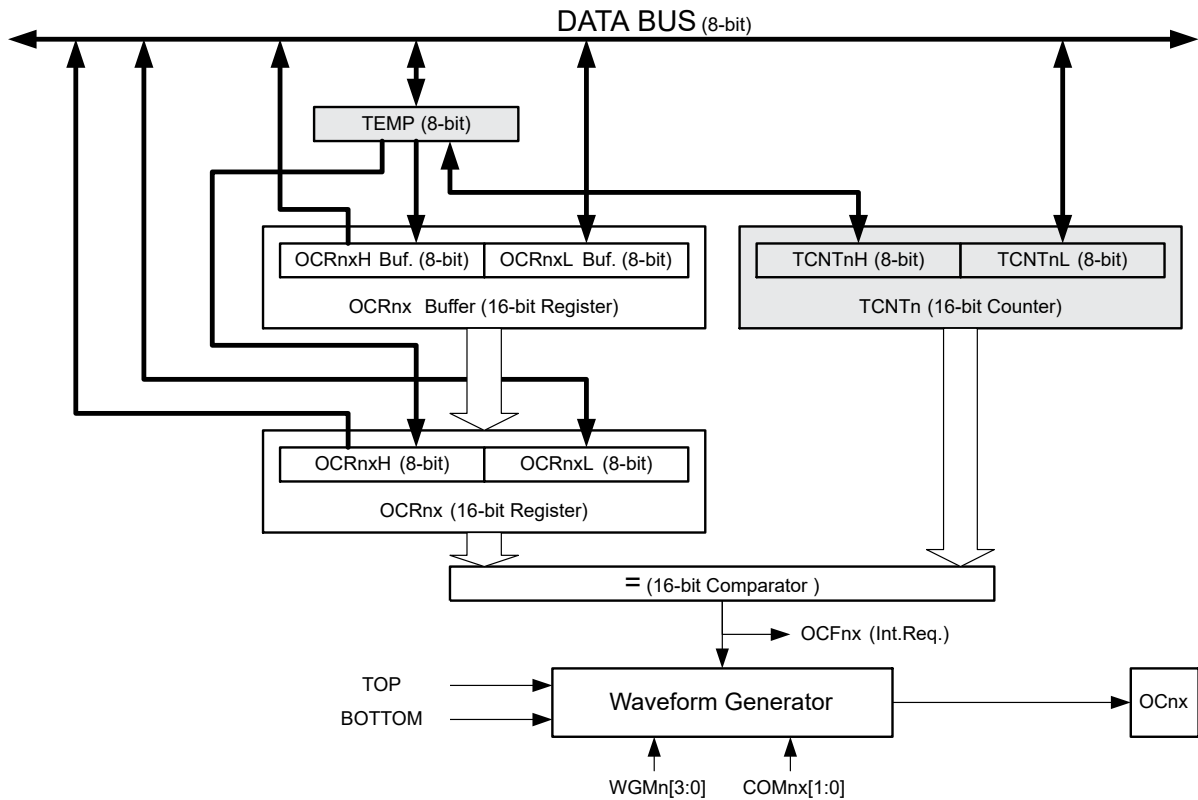 DATA BUS (8-bit)
TEMP (8-bit)
OCRnxH Buf. (8-bit)
OCRnxL Buf. (8-bit)
TCNTnH (8-bit)
TCNTnL (8-bit)
OCRnx Buffer (16-bit Register)
TCNTn (16-bit Counter)
OCRnxH (8-bit)
OCRnxL (8-bit)
OCRnx (16-bit Register)
= (16-bit Comparator )
OCFnx (Int.Req.)
TOP
BOTTOM
Waveform Generator
OCnx
WGMn[3:0]
COMnx[1:0]